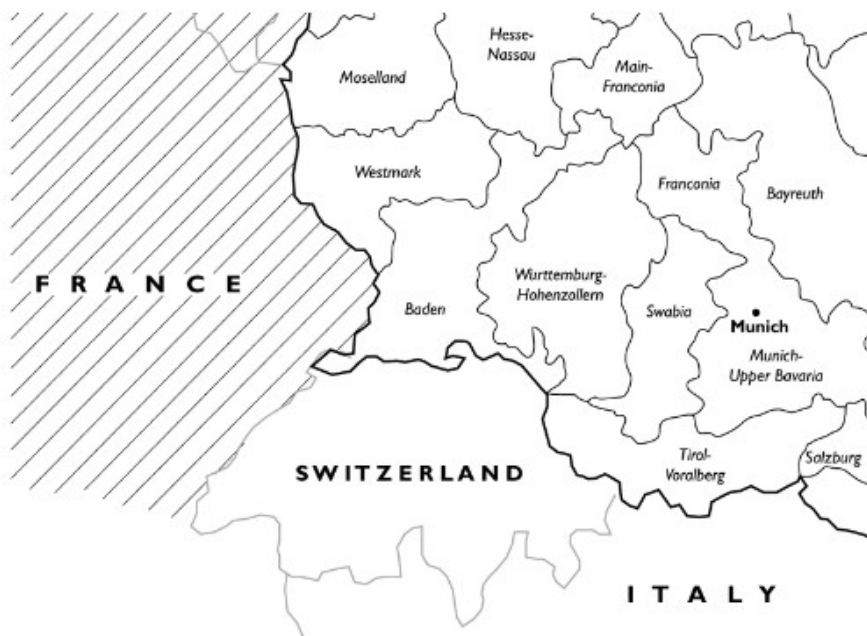 Hesse-
Nassau
Main-
Franconia
Moselland
Westmark
Franconia
Bayreuth
FRANCE
Württemburg-
Hohenzollern
Baden
Swabia
Munich
Munich-
Upper Bavaria
SWITZERLAND
Tirol-
Voralberg
Salzburg
ITALY